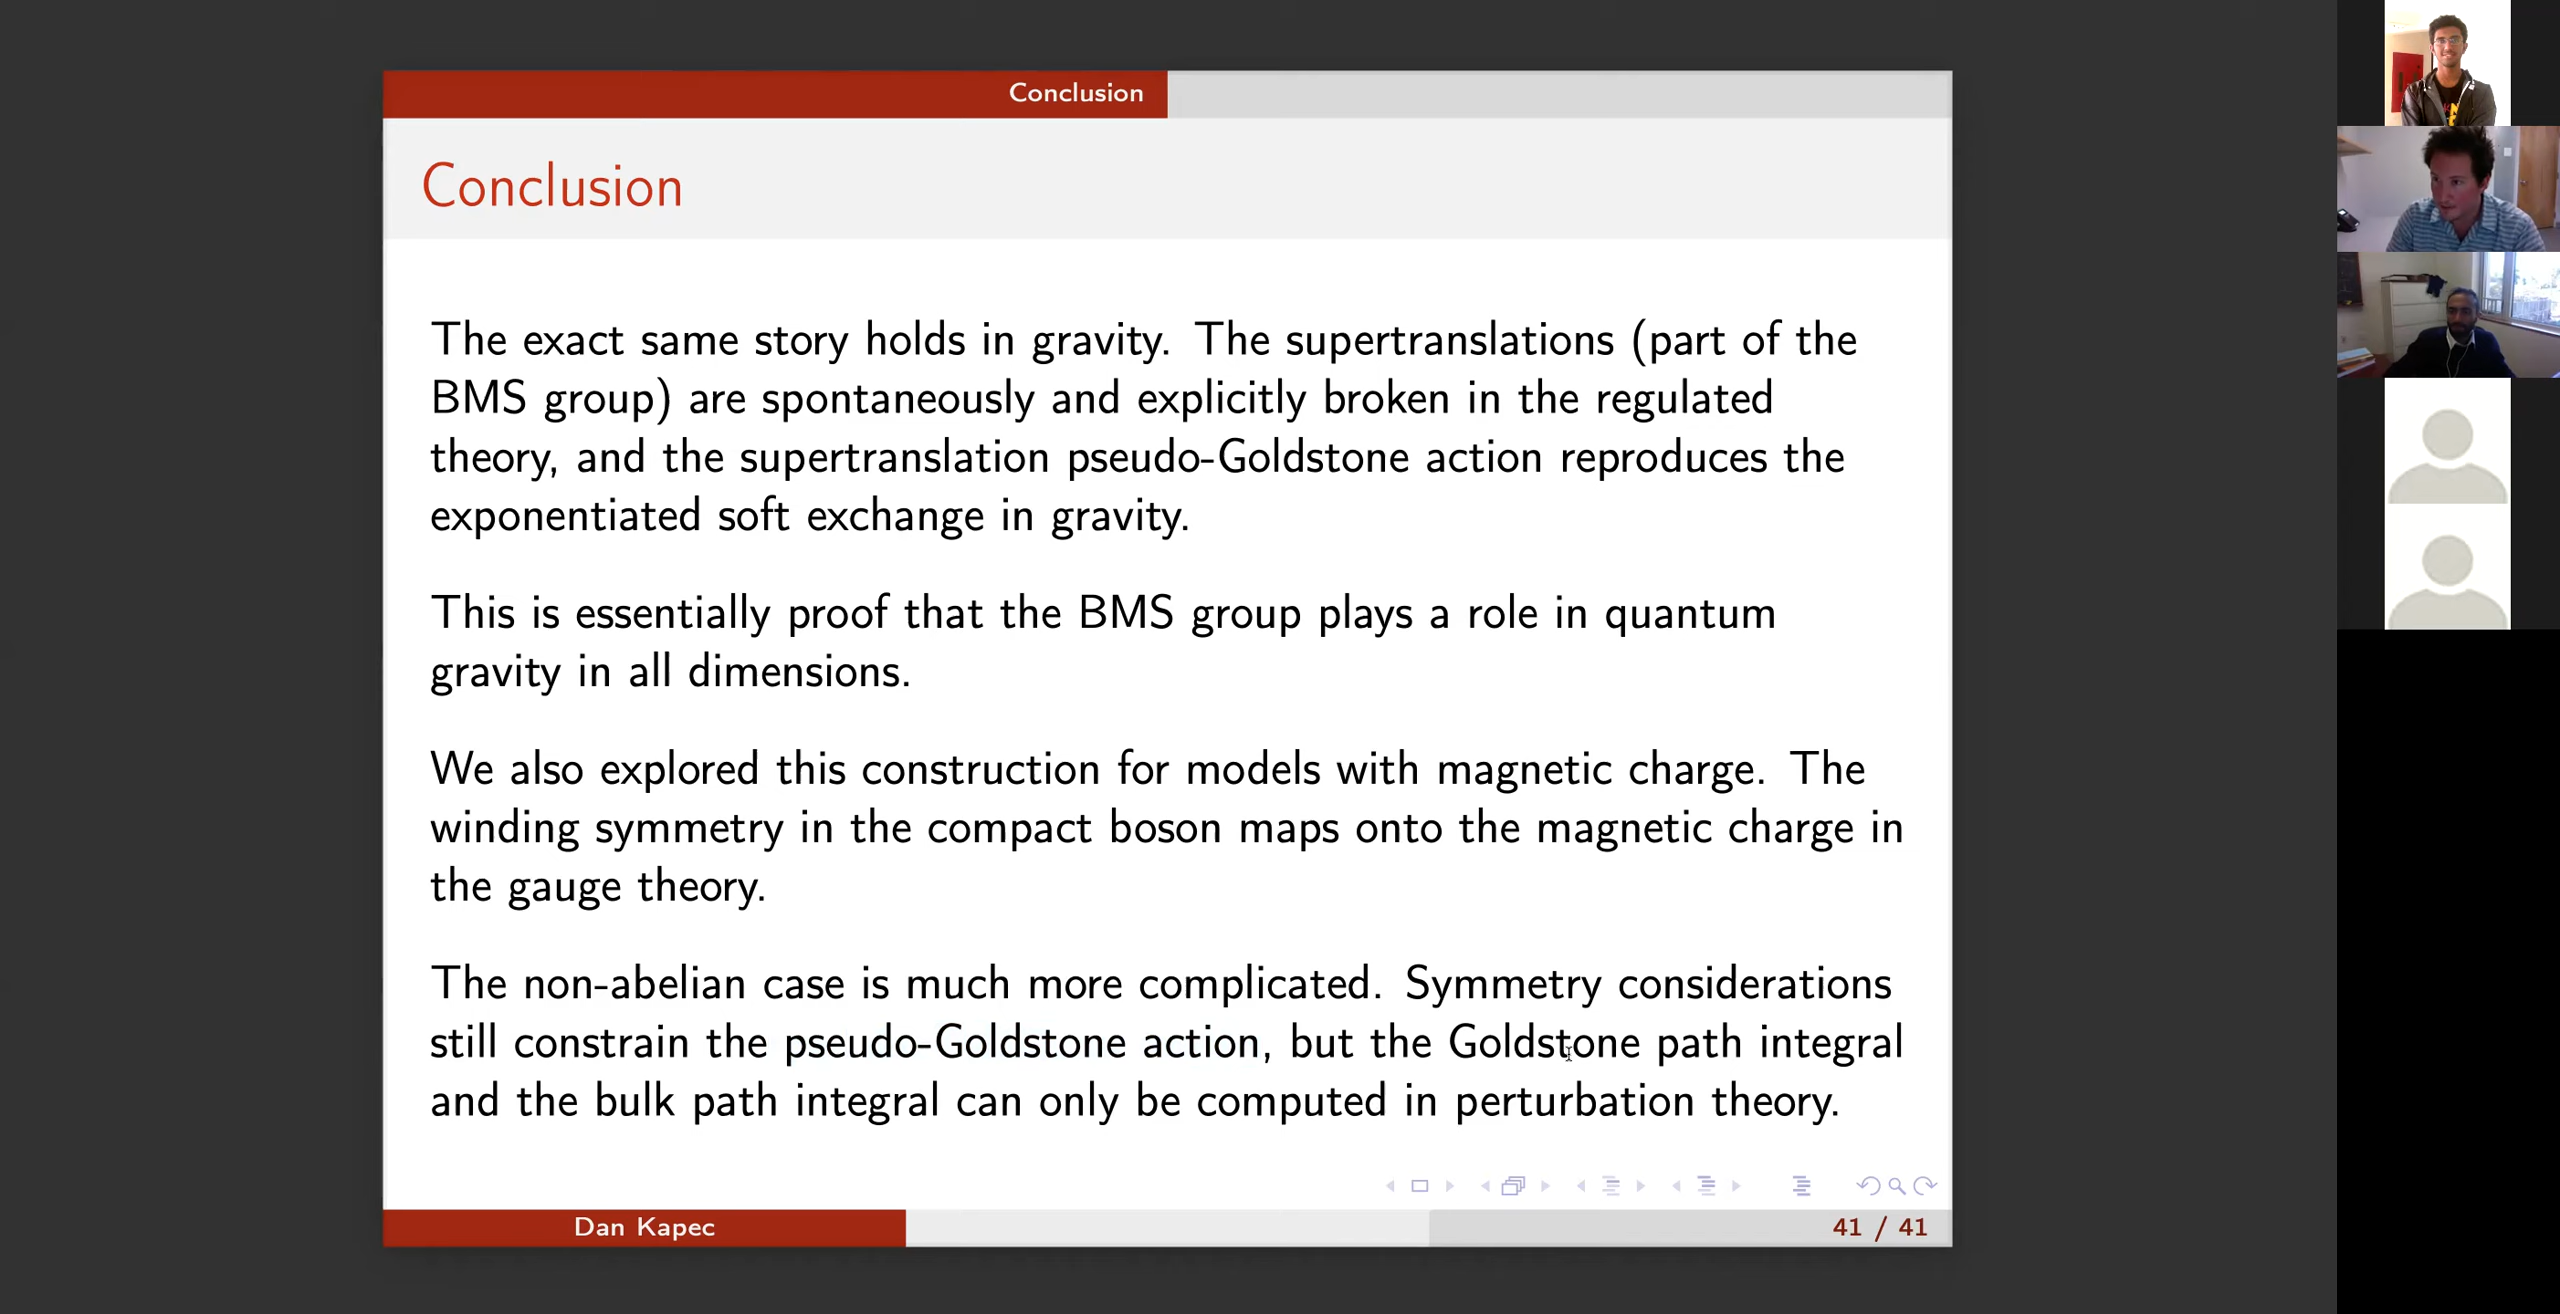 Conclusion
Conclusion
The exact same story holds in gravity. The supertranslations (part of the
BMS group) are spontaneously and explicitly broken in the regulated
theory, and the supertranslation pseudo-Goldstone action reproduces the
exponentiated soft exchange in gravity.
This is essentially proof that the BMS group plays a role in quantum
gravity in all dimensions.
We also explored this construction for models with magnetic charge. The
winding symmetry in the compact boson maps onto the magnetic charge in
the gauge theory.
The non-abelian case is much more complicated. Symmetry considerations
still constrain the pseudo-Goldstone action, but the Goldstone path integral
and the bulk path integral can only be computed in perturbation theory.
Dan Kapec
41 / 41